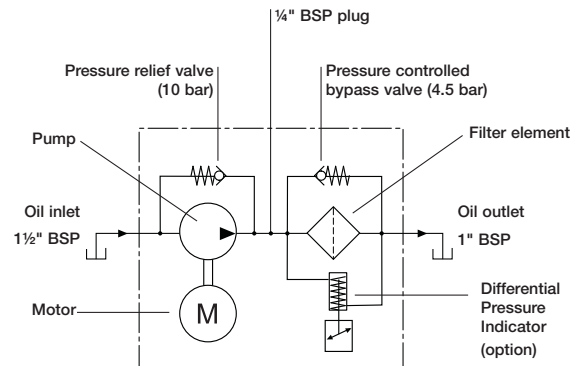 ¼" BSP plug
Pressure relief valve
(10 bar)
Pressure controlled
bypass valve (4.5 bar)
Pump
Filter element
Oil inlet
1½" BSP
Oil outlet
1" BSP
Motor
M
Differential
Pressure
Indicator
(option)